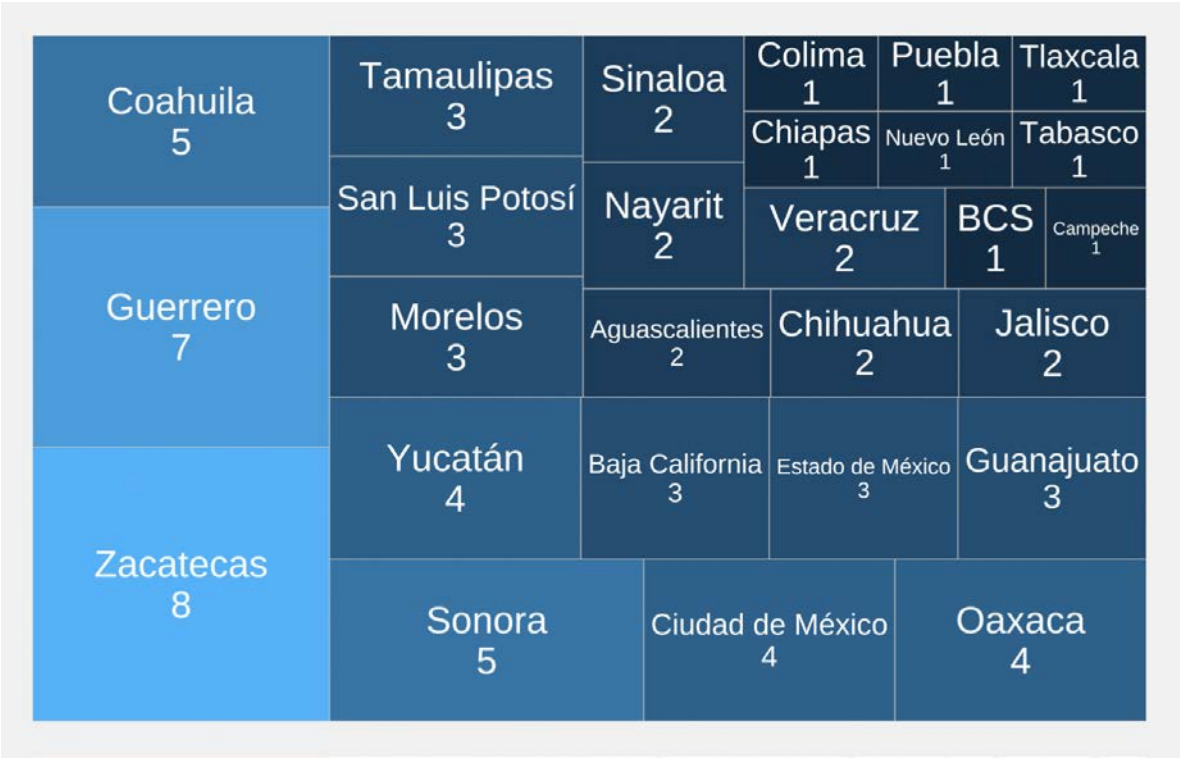 Coahuila
5
Guerrero
7
Zacatecas
8
Tamaulipas
3
San Luis Potosí
3
Morelos
3
Yucatán
4
Sonora
5
Sinaloa
2
Nayarit
2
Colima
1
Puebla
1
Tlaxcala
1
Chiapas
1
Nuevo León
1
Tabasco
1
Veracruz
2
BCS
1
Campeche
1
Aguascalientes
2
Chihuahua
2
Jalisco
2
Baja California
3
Estado de México
3
Guanajuato
3
Ciudad de México
4
Oaxaca
4